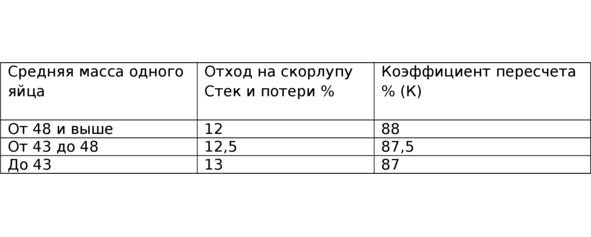 Средняя масса одного яйца
Отход на скорлупу Стек и потери %
Коэффициент пересчета % (К)
От 48 и выше 12 88
От 43 до 48 12,5 87,5
До 43 13 87